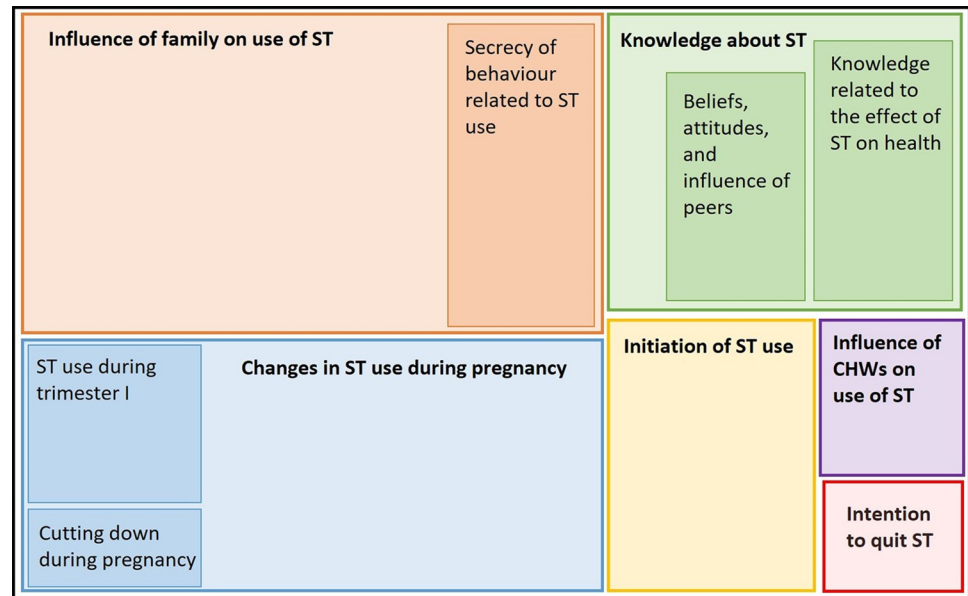 Influence of family on use of ST
Secrecy of
behaviour
related to ST
use
Knowledge about ST
Beliefs,
attitudes,
and
influence of
peers
Knowledge
related to
the effect of
ST on health
ST use during
trimester I
Changes in ST use during pregnancy
Cutting down
during pregnancy
Initiation of ST use
Influence of
CHWs on
use of ST
Intention
to quit ST